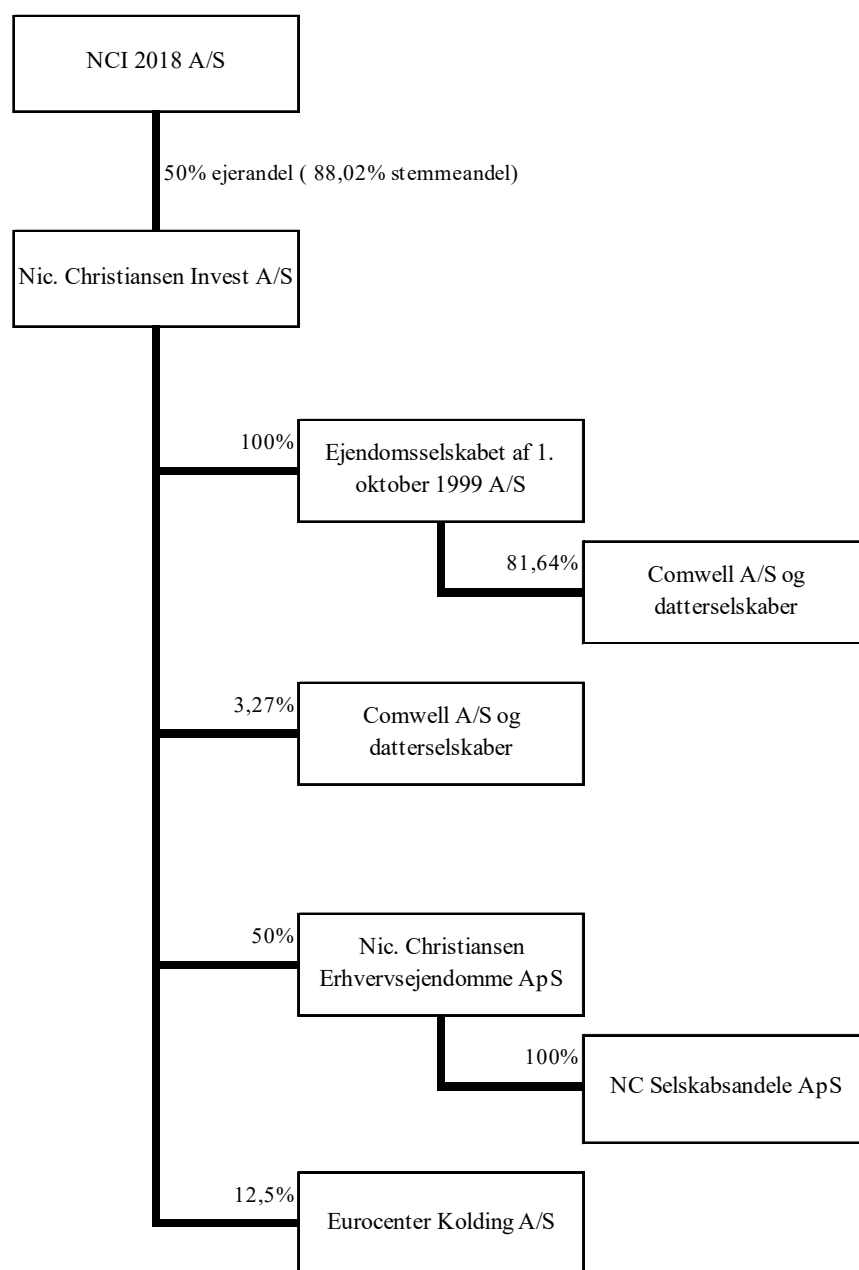 NCI 2018 A/S
50% ejerandel ( 88,02% stemmeandel)
Nic. Christiansen Invest A/S
100%
Ejendomsselskabet af 1.
oktober 1999 A/S
81,64%
Comwell A/S og
datterselskaber
3,27%
Comwell A/S og
datterselskaber
50%
Nic. Christiansen
Erhvervsejendomme ApS
100%
NC Selskabsandele ApS
12,5%
Eurocenter Kolding A/S